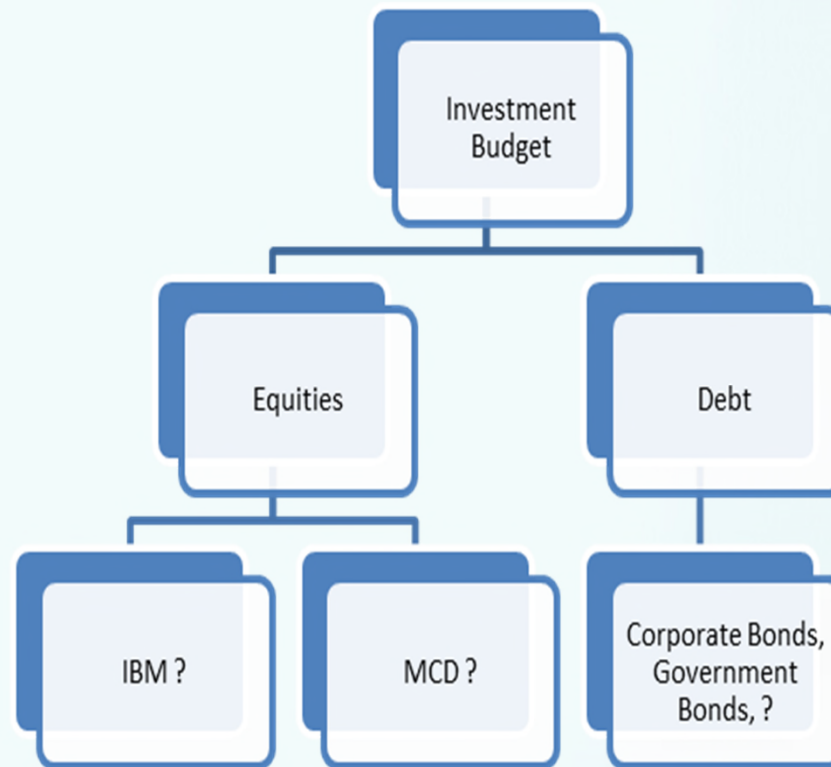 Investment
Budget
Equities
Debt
IBM ?
MCD ?
Corporate Bonds,
Government
Bonds, ?